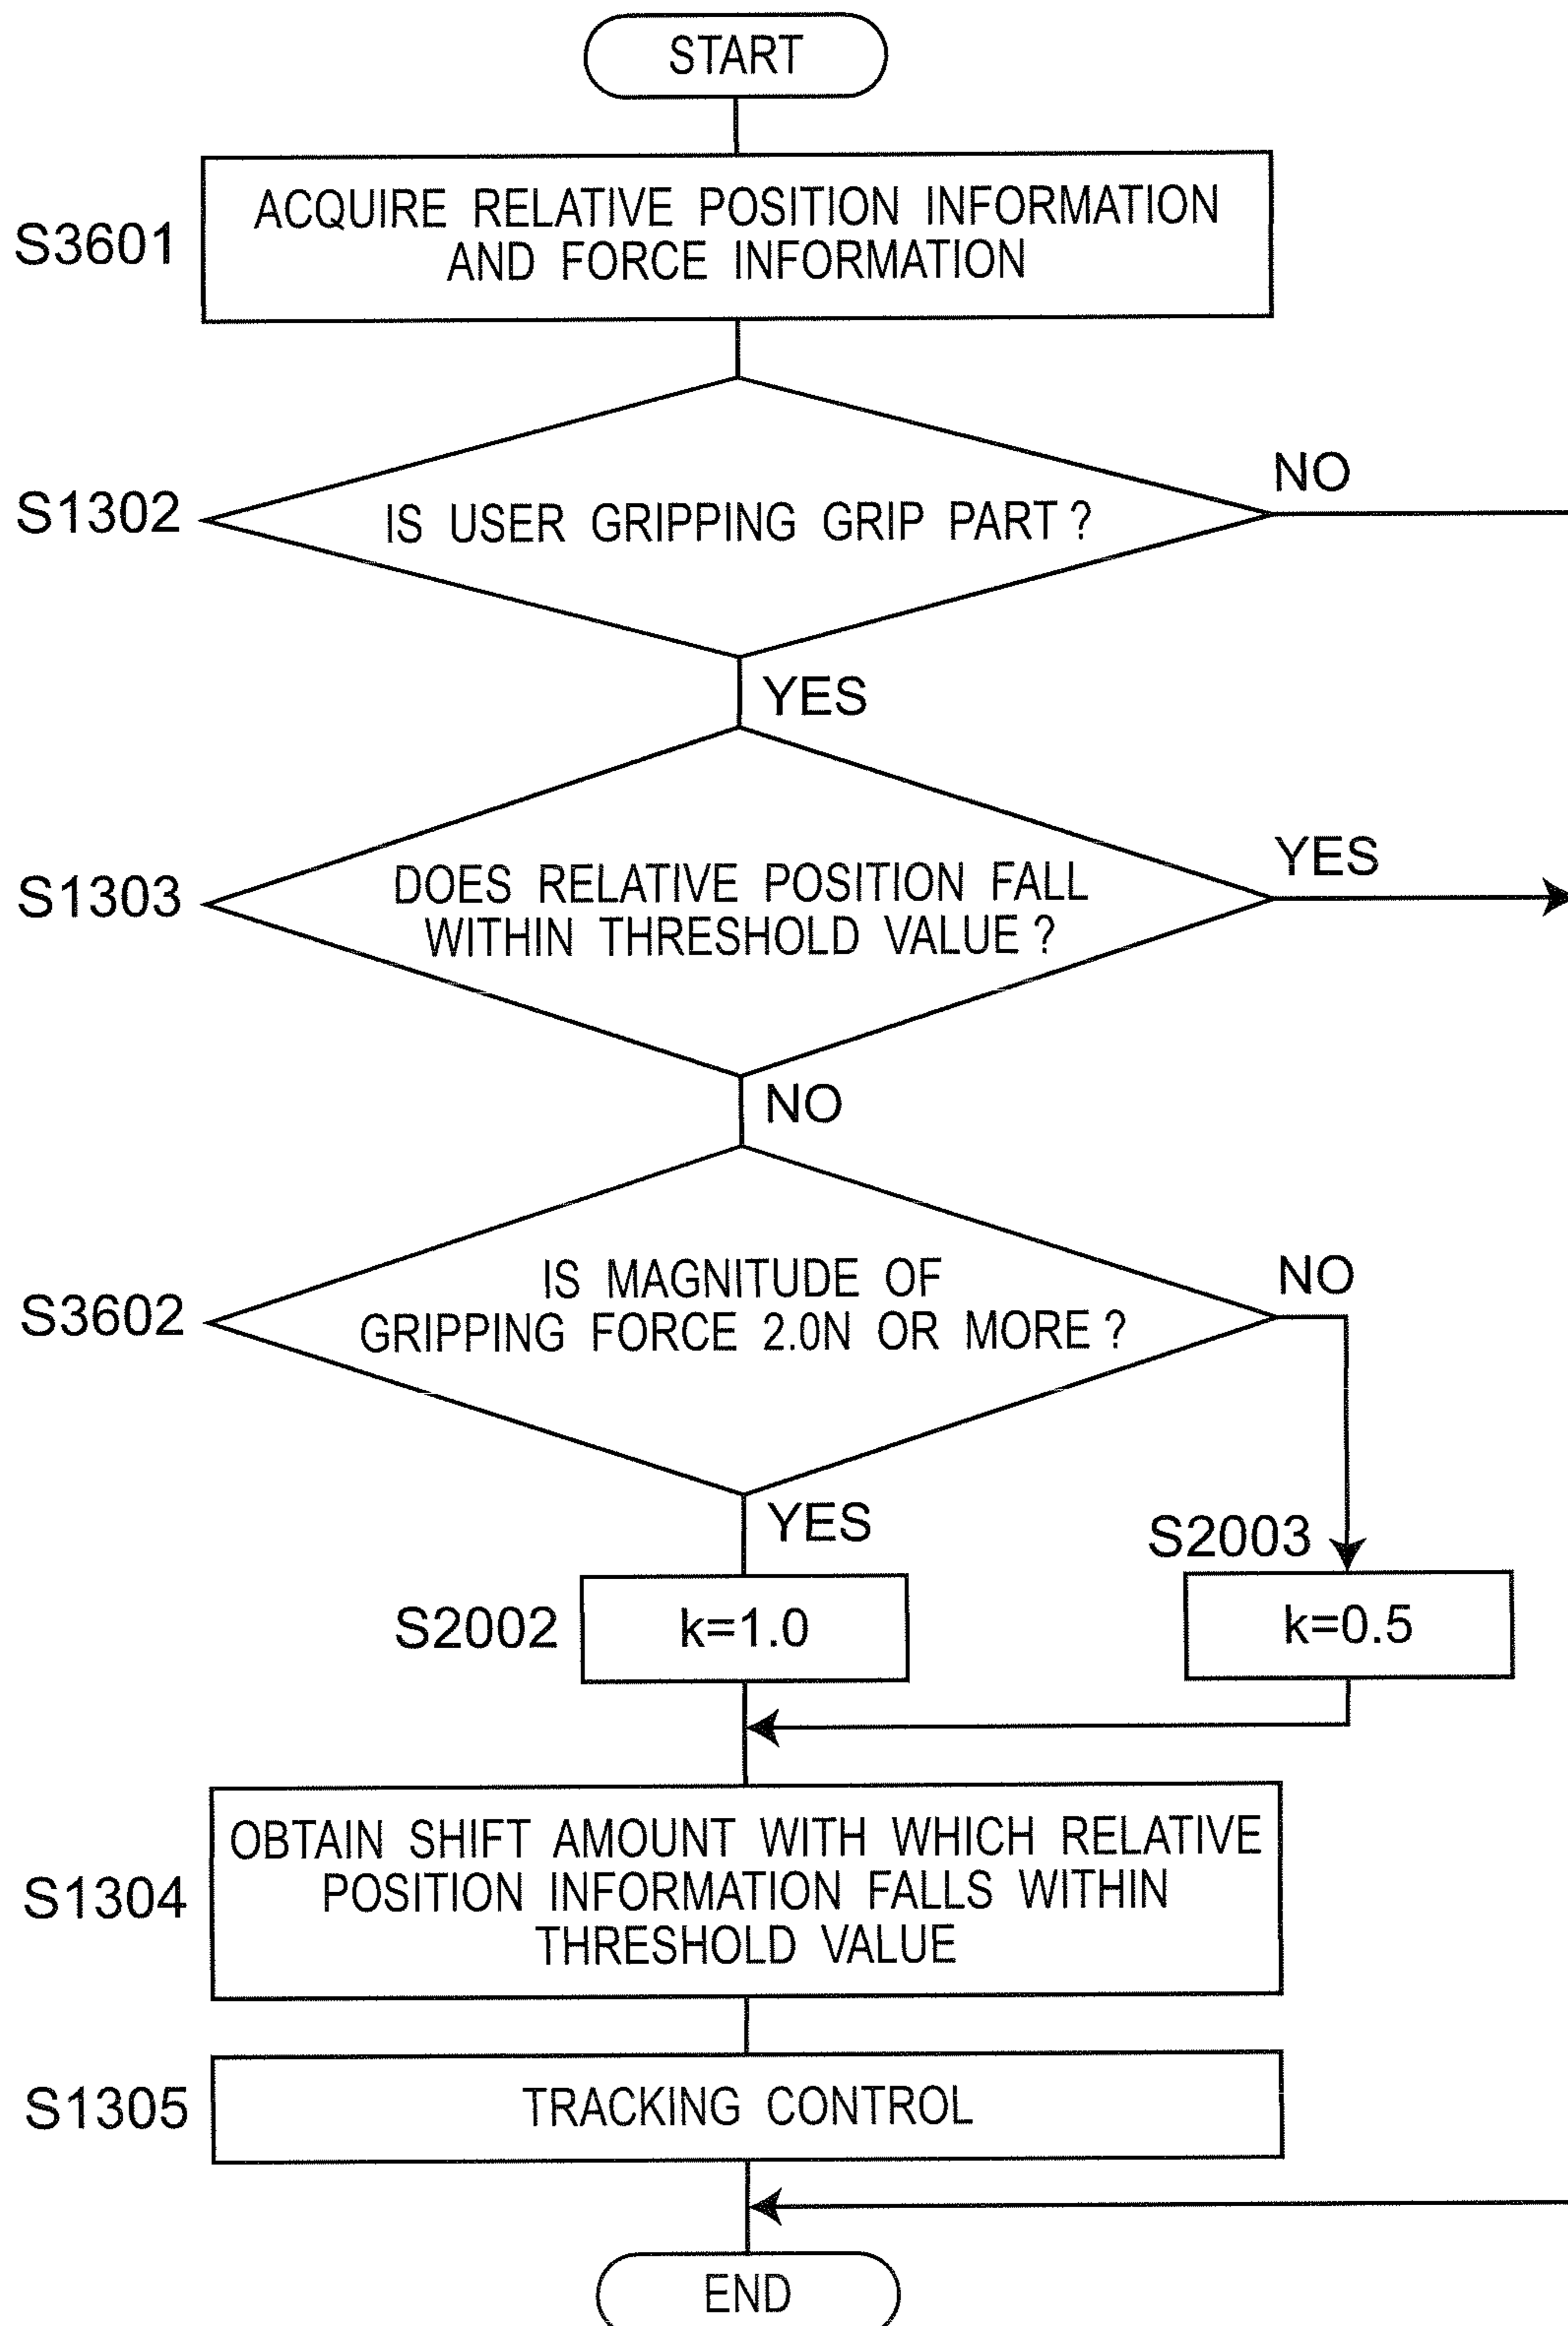 START
S3601
ACQUIRE RELATIVE POSITION INFORMATION
AND FORCE INFORMATION
S1302
IS USER GRIPPING GRIP PART ?
NO
YES
S1303
DOES RELATIVE POSITION FALL
WITHIN THRESHOLD VALUE ?
YES
NO
S3602
IS MAGNITUDE OF
GRIPPING FORCE 2.0N OR MORE ?
NO
YES
S2002
k=1.0
S2003
k=0.5
S1304
OBTAIN SHIFT AMOUNT WITH WHICH RELATIVE
POSITION INFORMATION FALLS WITHIN
THRESHOLD VALUE
S1305
TRACKING CONTROL
END